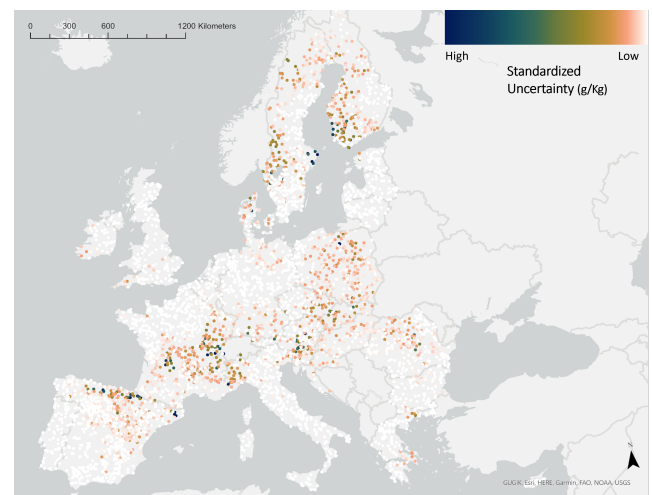 0 300 600 1200 Kilometers
High Low
Standardized
Uncertainty (g/Kg)
N
GUGiK, Esri, HERE, Garmin, FAO, NOAA, USGS